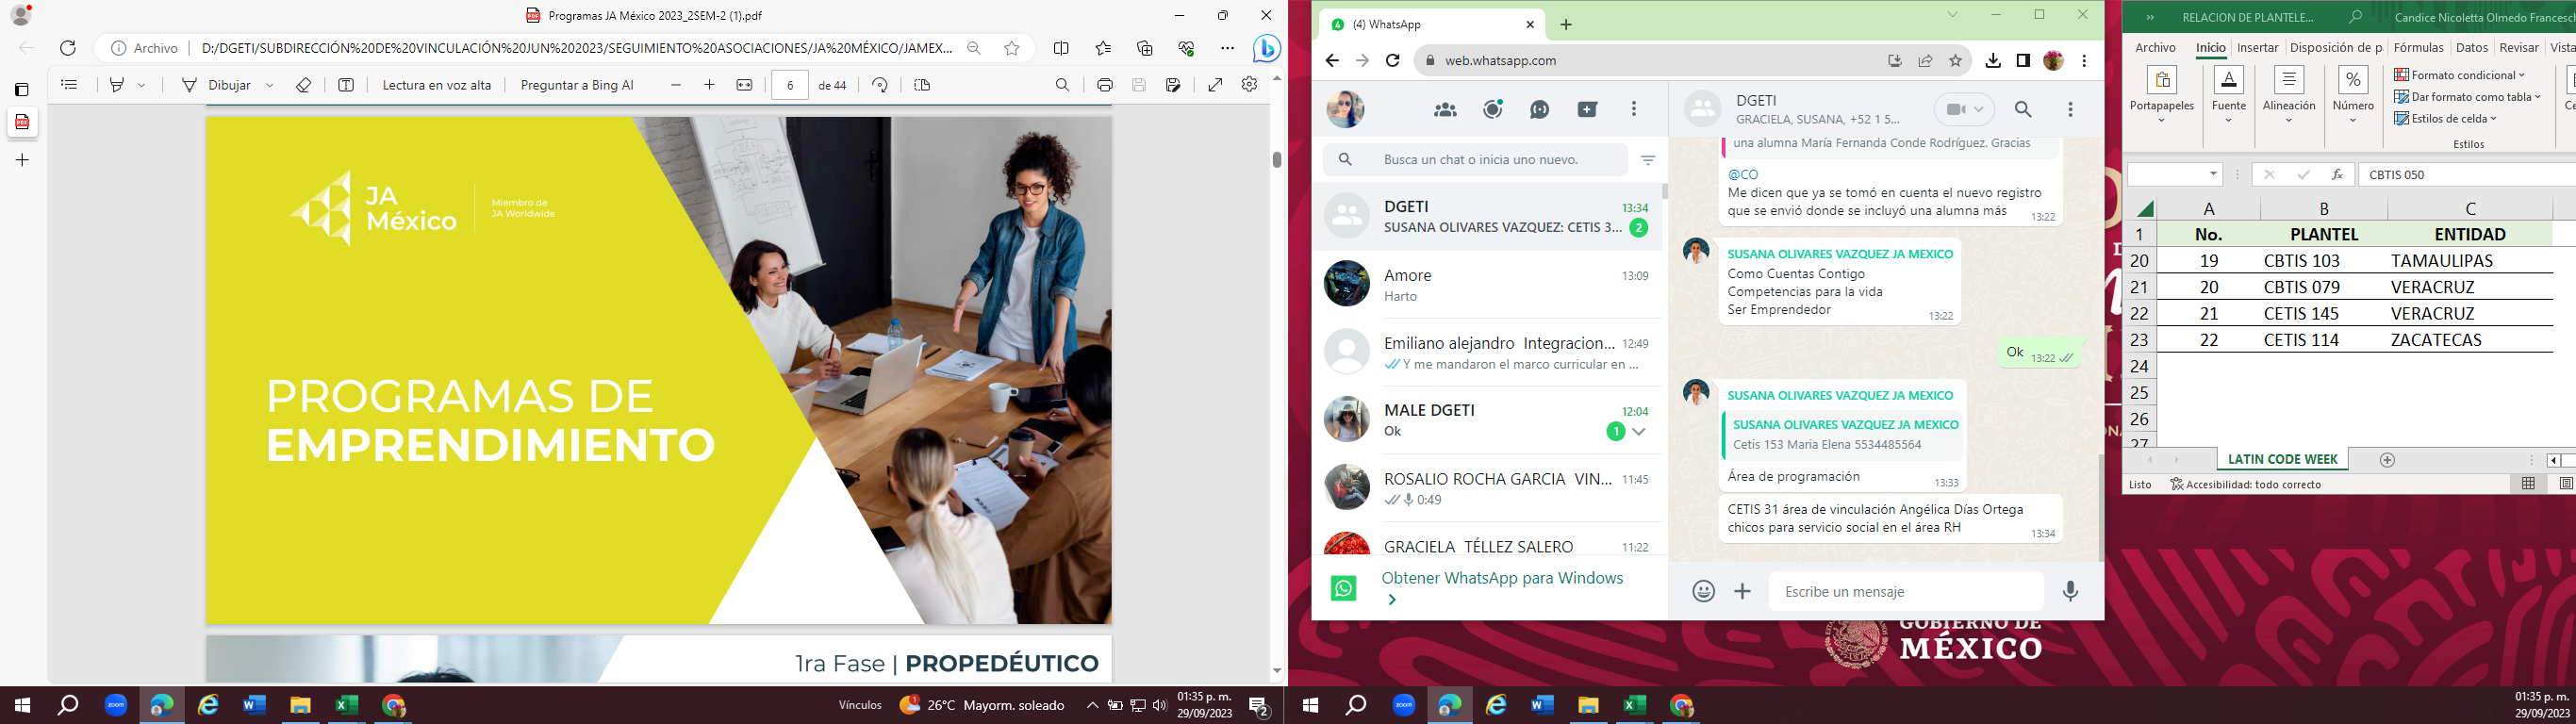 Programas JA México 2023_2SEM-2 (1).pdf
Archivo
D:/DGETI/SUBDIRECCIÓN%20DE%20VINCULACIÓN%20JUN%202023/SEGUIMIENTO%20ASOCIACIONES/JA%20MÉXICO/JAMEX...
Dibujar
Lectura en voz alta
Preguntar a Bing AI
6
de 44
JA México
Miembro de
JA Worldwide
PROGRAMAS DE
EMPRENDIMIENTO
1ra Fase | PROPEDÉUTICO
Vínculos
1
26°C Mayorm. soleado
01:35 p. m.
29/09/2023
2
(4) WhatsApp
web.whatsapp.com
Busca un chat o inicia uno nuevo.
DGETI
13:34
SUSANA OLIVARES VAZQUEZ: CETIS 3...
2
Amore
13:09
Harto
Emiliano alejandro Integracion...
12:49
Y me mandaron el marco curricular en ...
MALE DGETI
12:04
Ok
1
ROSALIO ROCHA GARCIA VIN...
11:45
0:49
GRACIELA TÉLLEZ SALERO
11:22
Obtener WhatsApp para Windows
DGETI
GRACIELA, SUSANA, +52 1 5...
una alumna María Fernanda Conde Rodríguez. Gracias
@CO
Me dicen que ya se tomó en cuenta el nuevo registro
que se envió donde se incluyó una alumna más
13:22
SUSANA OLIVARES VAZQUEZ JA MEXICO
Como Cuentas Contigo
Competencias para la vida
Ser Emprendedor
13:22
Ok
13:22
SUSANA OLIVARES VAZQUEZ JA MEXICO
SUSANA OLIVARES VAZQUEZ JA MEXICO
Cetis 153 Maria Elena 5534485564
Área de programación
13:33
CETIS 31 área de vinculación Angélica Días Ortega
chicos para servicio social en el área RH
13:34
Escribe un mensaje
GOBIERNO DE
MÉXICO
RELACION DE PLANTELE...
Candice Nicoletta Olmedo Francesch
Archivo
Inicio
Insertar
Disposición de p
Fórmulas
Datos
Revisar
Vista
Portapapeles
Fuente
Alineación
Número
Formato condicional
Dar formato como tabla
Estilos de celda
Estilos
Ce
CBTIS 050
A B C
1 No. PLANTEL ENTIDAD
20 19 CBTIS 103 TAMAULIPAS
21 20 CBTIS 079 VERACRUZ
22 21 CETIS 145 VERACRUZ
23 22 CETIS 114 ZACATECAS
24
25
26
27
LATIN CODE WEEK
Listo
Accesibilidad: todo correcto
01:35 p. m.
29/09/2023